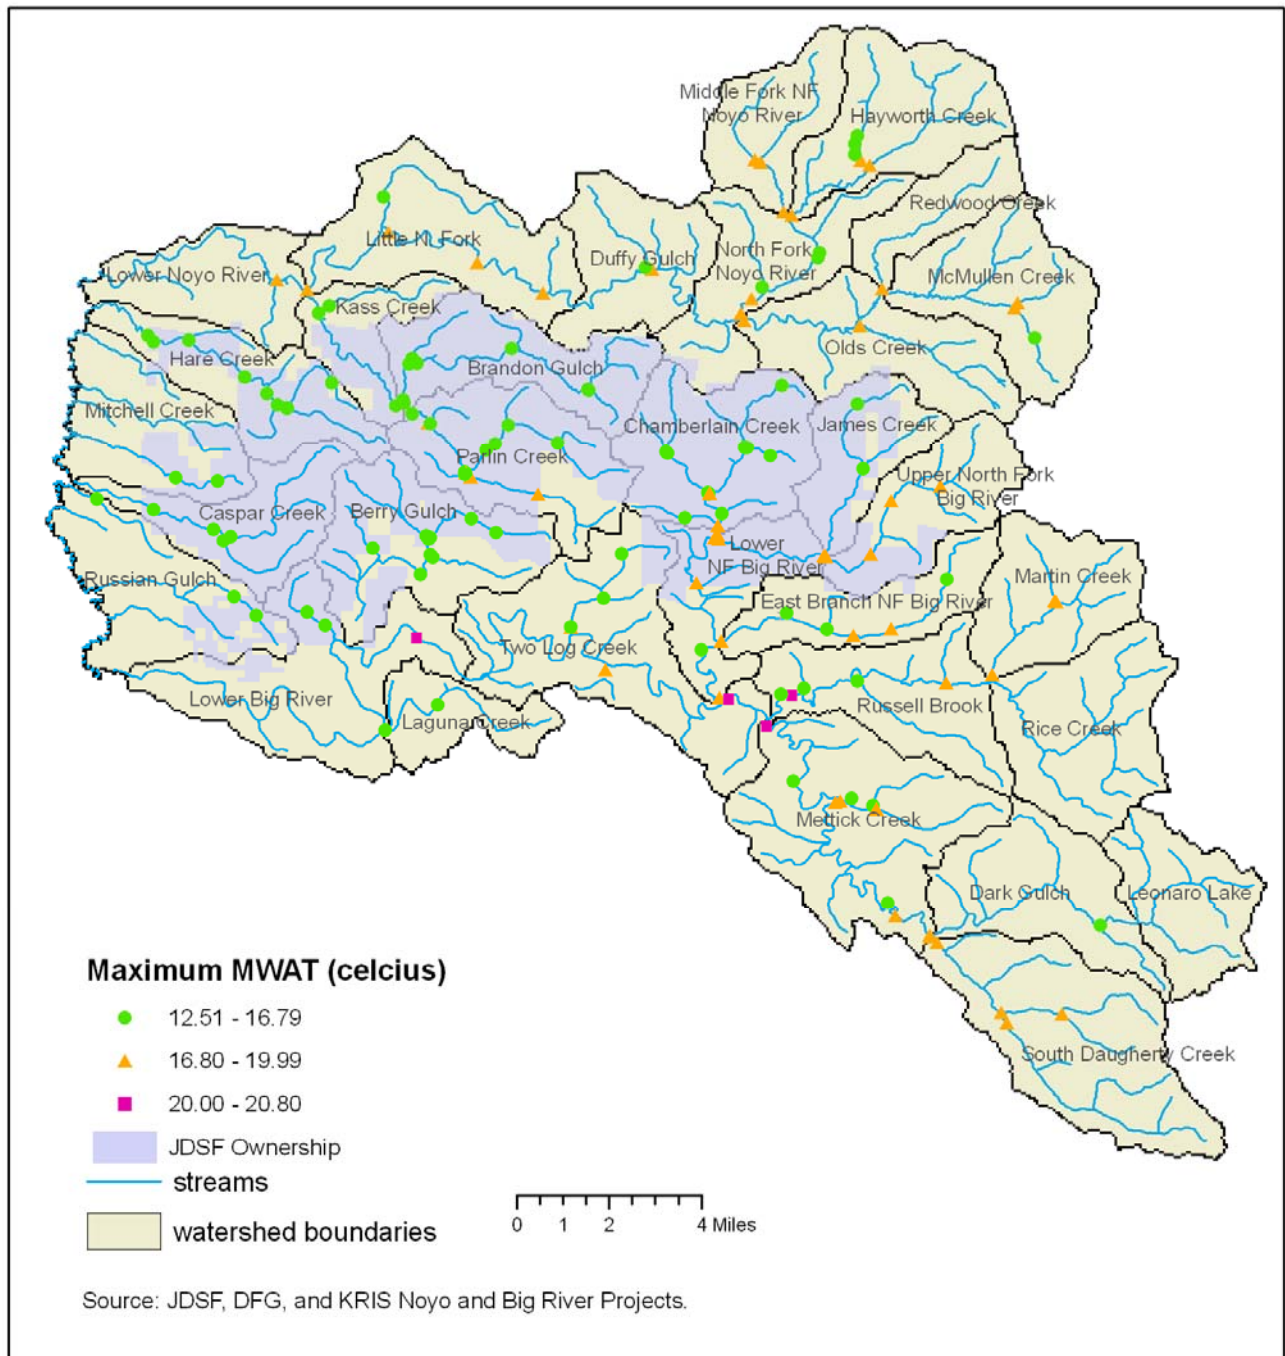 Middle Fork NF
Noyo River
Hayworth Creek
Redwood Creek
Little N. Fork
Duffy Gulch
North Fork
Noyo River
McMullen Creek
Lower Noyo River
Kass Creek
Olds Creek
Hare Creek
Brandon Gulch
Mitchell Creek
Chamberlain Creek
James Creek
Parlin Creek
Upper North Fork
Big River
Caspar Creek
Berry Gulch
Lower
NF Big River
Russian Gulch
Martin Creek
East Branch NF Big River
Two Log Creek
Lower Big River
Laguna Creek
Russell Brook
Rice Creek
Mettick Creek
Dark Gulch
Leonaro Lake
South Daugherty Creek
Maximum MWAT (celcius)
12.51 - 16.79
16.80 - 19.99
20.00 - 20.80
JDSF Ownership
streams
watershed boundaries
0 1 2 4 Miles
Source: JDSF, DFG, and KRIS Noyo and Big River Projects.